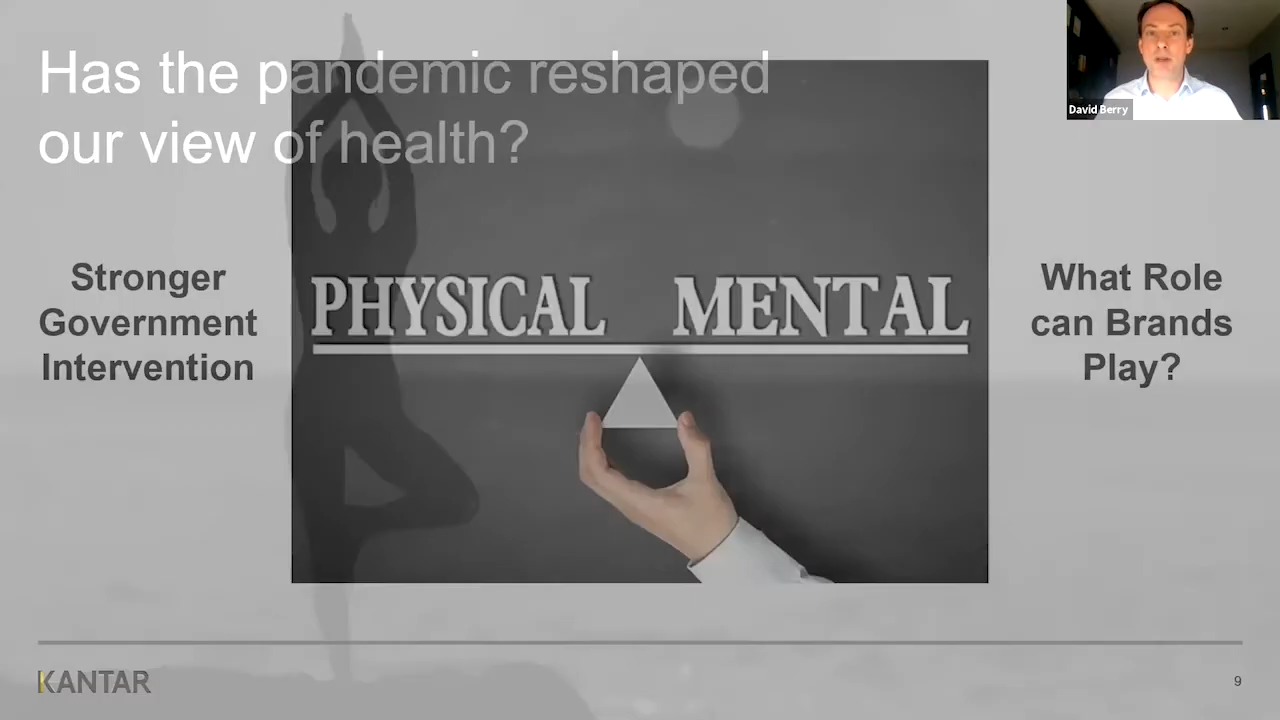 Has the pandemic reshaped
our view of health?
David Berry
Stronger
Government
Intervention
PHYSICAL MENTAL
What Role
can Brands
Play?
KANTAR
9